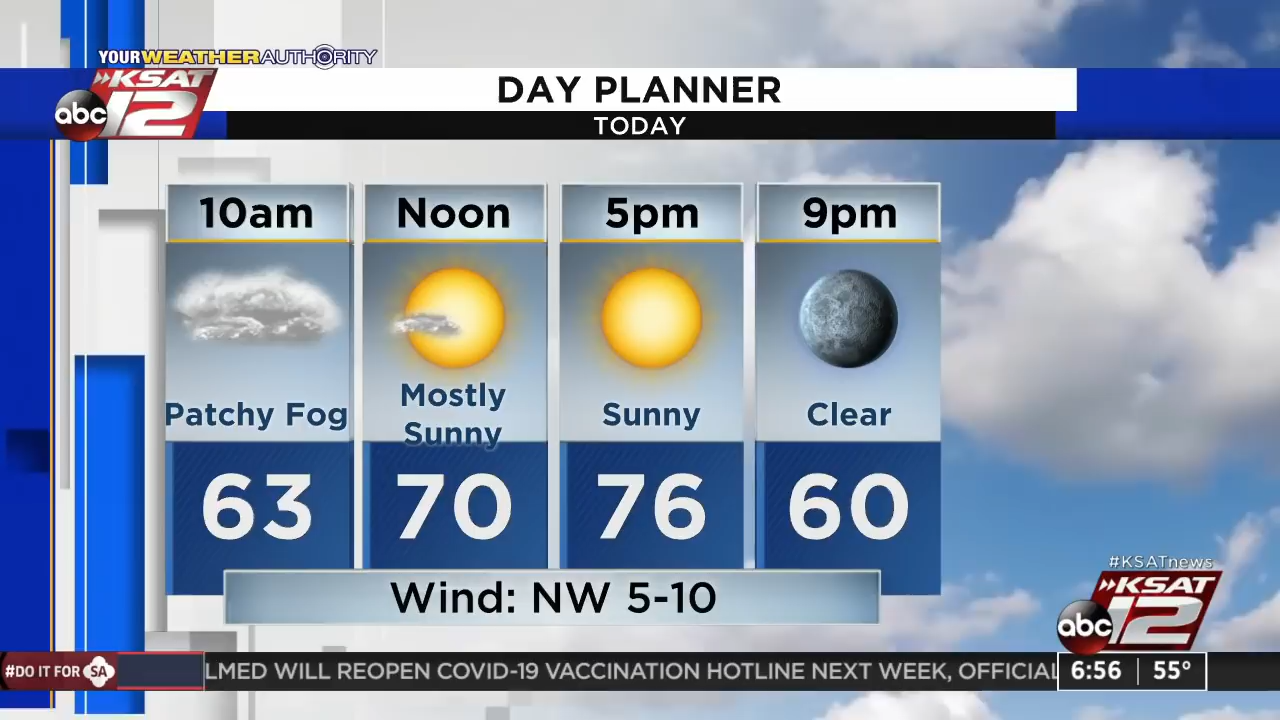 YOUR WEATHER AUTHORITY
KSAT
abc 12
DAY PLANNER
TODAY
10am
Noon
5pm
9pm
Patchy Fog
Mostly
Sunny
Sunny
Clear
63
70
76
60
Wind: NW 5-10
#KSATnews
KSAT
abc 12
#DO IT FOR SA
LMED WILL REOPEN COVID-19 VACCINATION HOTLINE NEXT WEEK, OFFICIAL
6:56
55°